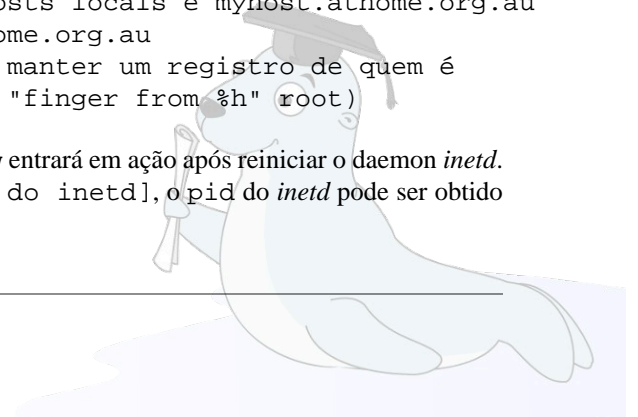 osts locais e myhost.athome.org.au
ome.org.au
manter um registro de quem é
"finger from %h" root)
entrará em ação após reiniciar o daemon inetd.
do inetd], o pid do inetd pode ser obtido